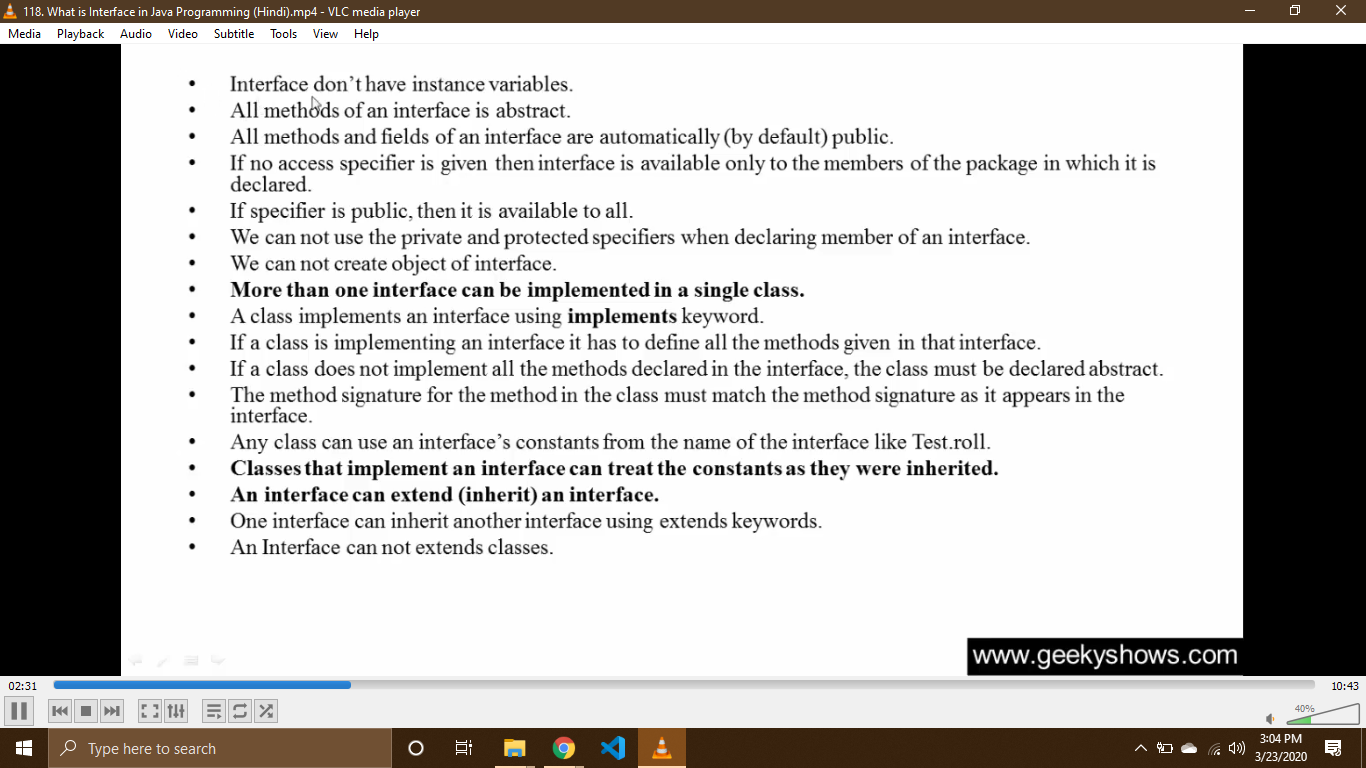 118. What is Interface in Java Programming (Hindi).mp4 - VLC media player
Media Playback Audio Video Subtitle Tools View Help
• Interface don’t have instance variables.
• All methods of an interface is abstract.
• All methods and fields of an interface are automatically (by default) public.
• If no access specifier is given then interface is available only to the members of the package in which it is
declared.
• If specifier is public, then it is available to all.
• We can not use the private and protected specifiers when declaring member of an interface.
• We can not create object of interface.
• More than one interface can be implemented in a single class.
• A class implements an interface using implements keyword.
• If a class is implementing an interface it has to define all the methods given in that interface.
• If a class does not implement all the methods declared in the interface, the class must be declared abstract.
• The method signature for the method in the class must match the method signature as it appears in the
interface.
• Any class can use an interface’s constants from the name of the interface like Test.roll.
• Classes that implement an interface can treat the constants as they were inherited.
• An interface can extend (inherit) an interface.
• One interface can inherit another interface using extends keywords.
• An Interface can not extends classes.
www.geekyshows.com
02:31 10:43
40%
Type here to search
3:04 PM
3/23/2020